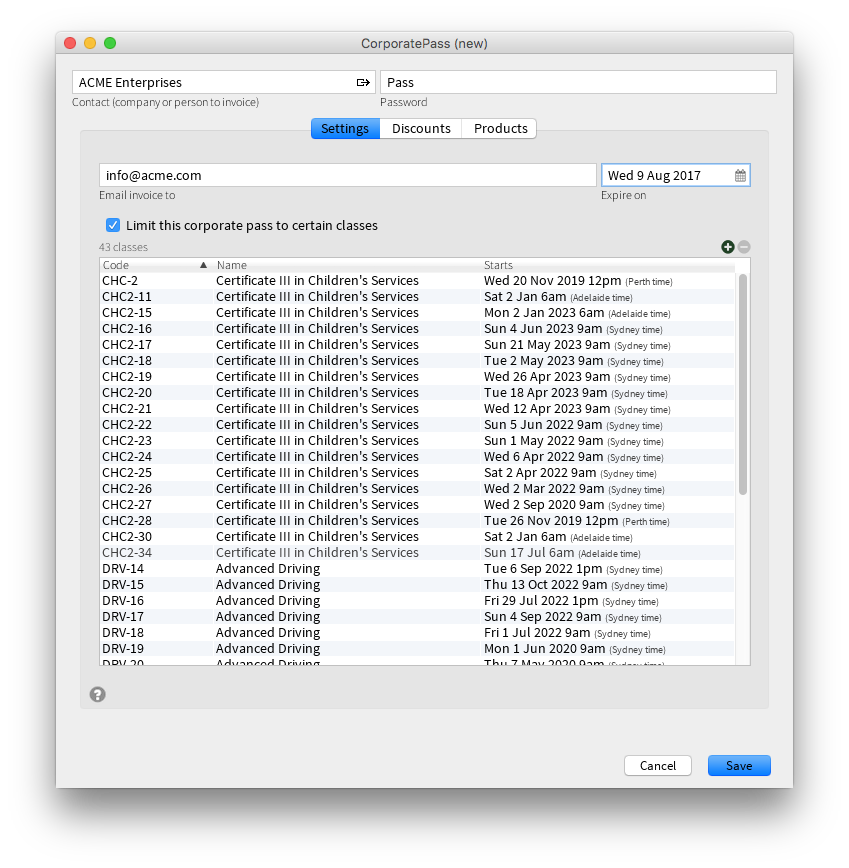 CorporatePass (new)
ACME Enterprises Pass
Contact (company or person to invoice) Password
Settings Discounts Products
info@acme.com Wed 9 Aug 2017
Email invoice to Expire on
Limit this corporate pass to certain classes
43 classes
Code Name Starts
CHC-2 Certificate III in Children's Services Wed 20 Nov 2019 12pm (Perth time)
CHC2-11 Certificate III in Children's Services Sat 2 Jan 6am (Adelaide time)
CHC2-15 Certificate III in Children's Services Mon 2 Jan 2023 6am (Adelaide time)
CHC2-16 Certificate III in Children's Services Sun 4 Jun 2023 9am (Sydney time)
CHC2-17 Certificate III in Children's Services Sun 21 May 2023 9am (Sydney time)
CHC2-18 Certificate III in Children's Services Tue 2 May 2023 9am (Sydney time)
CHC2-19 Certificate III in Children's Services Wed 26 Apr 2023 9am (Sydney time)
CHC2-20 Certificate III in Children's Services Tue 18 Apr 2023 9am (Sydney time)
CHC2-21 Certificate III in Children's Services Wed 12 Apr 2023 9am (Sydney time)
CHC2-22 Certificate III in Children's Services Sun 5 Jun 2022 9am (Sydney time)
CHC2-23 Certificate III in Children's Services Sun 1 May 2022 9am (Sydney time)
CHC2-24 Certificate III in Children's Services Wed 6 Apr 2022 9am (Sydney time)
CHC2-25 Certificate III in Children's Services Sat 2 Apr 2022 9am (Sydney time)
CHC2-26 Certificate III in Children's Services Wed 2 Mar 2022 9am (Sydney time)
CHC2-27 Certificate III in Children's Services Wed 2 Sep 2020 9am (Sydney time)
CHC2-28 Certificate III in Children's Services Tue 26 Nov 2019 12pm (Perth time)
CHC2-30 Certificate III in Children's Services Sat 2 Jan 6am (Adelaide time)
CHC2-34 Certificate III in Children's Services Sun 17 Jul 6am (Adelaide time)
DRV-14 Advanced Driving Tue 6 Sep 2022 1pm (Sydney time)
DRV-15 Advanced Driving Thu 13 Oct 2022 9am (Sydney time)
DRV-16 Advanced Driving Fri 29 Jul 2022 1pm (Sydney time)
DRV-17 Advanced Driving Sun 4 Sep 2022 9am (Sydney time)
DRV-18 Advanced Driving Fri 1 Jul 2022 9am (Sydney time)
DRV-19 Advanced Driving Mon 1 Jun 2020 9am (Sydney time)
DRV-20 Advanced Driving Thu 7 May 2020 9am (Sydney time)
?
Cancel Save